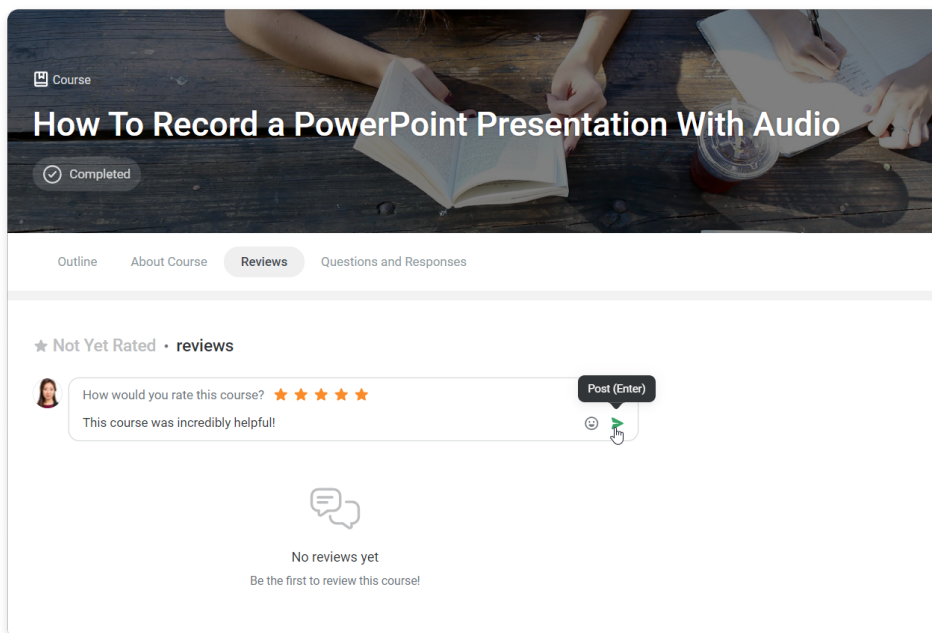 Course
How To Record a PowerPoint Presentation With Audio
Completed
Outline About Course Reviews Questions and Responses
Not Yet Rated • reviews
How would you rate this course?
Post (Enter)
This course was incredibly helpful!
No reviews yet
Be the first to review this course!